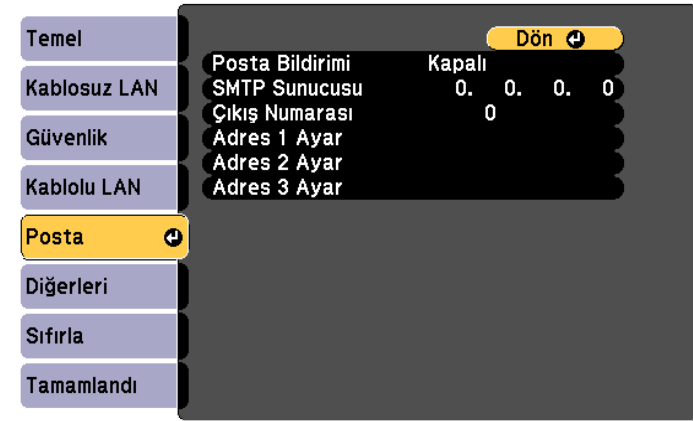 Temel
Kablosuz LAN
Güvenlik
Kablolu LAN
Posta
Diğerleri
Sıfırla
Tamamlandı
Dön
Posta Bildirimi Kapalı
SMTP Sunucusu 0. 0. 0. 0
Çıkış Numarası 0
Adres 1 Ayar
Adres 2 Ayar
Adres 3 Ayar